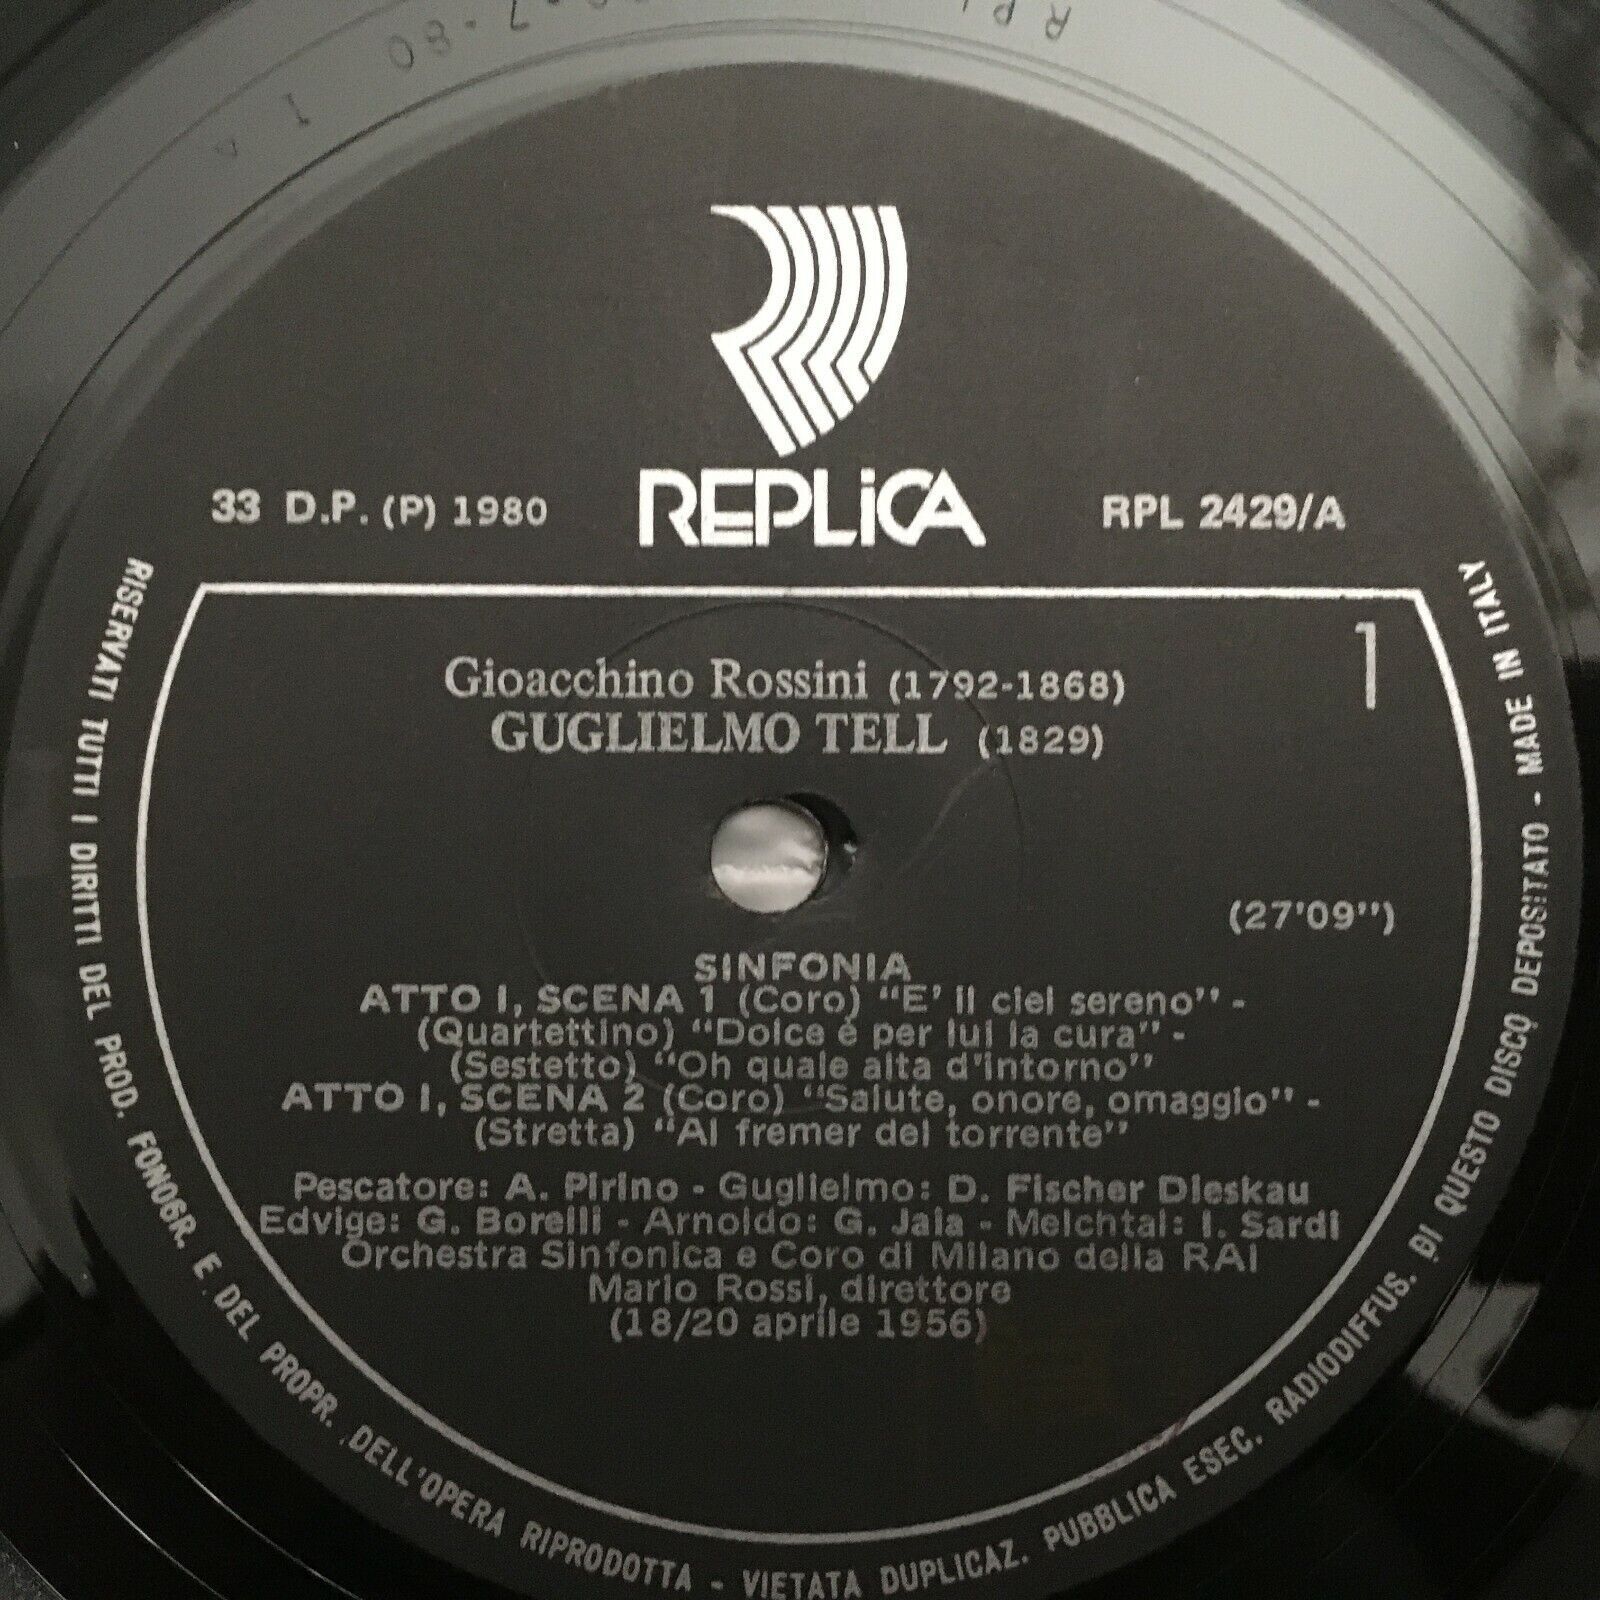 REPLiCA
33 D.P. (P) 1980
RPL 2429/A
1
Gioacchino Rossini (1792-1868)
GUGLIELMO TELL (1829)
(27'09")
SINFONIA
ATTO I, SCENA 1 (Coro) "E' il ciel sereno" -
(Quartettino) "Dolce è per lui la cura" -
(Sestetto) "Oh quale alta d'intorno"
ATTO I, SCENA 2 (Coro) "Salute, onore, omaggio" -
(Stretta) "Al fremer del torrente"
Pescatore: A. Pirino - Guglielmo: D. Fischer Dieskau
Edvige: G. Borelli - Arnoldo: G. Jaia - Melchtal: I. Sardi
Orchestra Sinfonica e Coro di Milano della RAI
Mario Rossi, direttore
(18/20 aprile 1956)
RISERVATI TUTTI I DIRITTI DEL PROD. FONOGR. E DEL PROPR. DELL'OPERA RIPRODOTTA - VIETATA DUPLICAZ. PUBBLICA ESEC. RADIODIFFUS. DI QUESTO DISCO DEPOSITATO - MADE IN ITALY